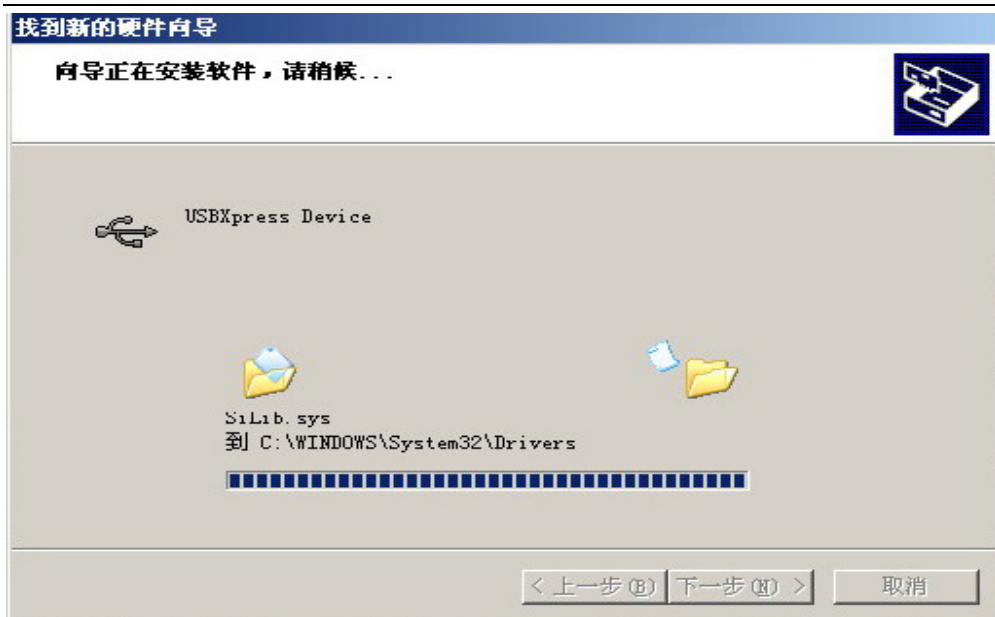 找到新的硬件向导
向导正在安装软件，请稍候...
USBXpress Device
SiLib.sys
到 C:\WINDOWS\System32\Drivers
< 上一步(B) 下一步(N) > 取消